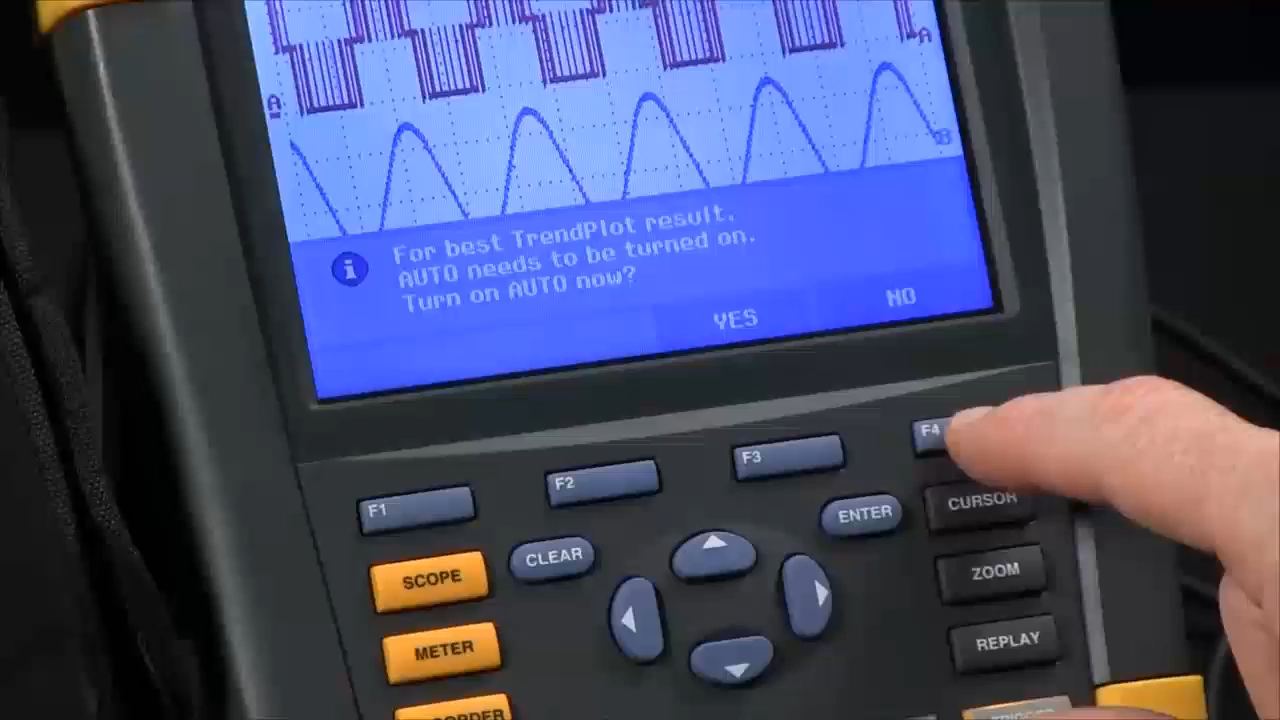 A
A
B
For best TrendPlot result.
AUTO needs to be turned on.
Turn on AUTO now?
YES
NO
F1
F2
F3
F4
SCOPE
CLEAR
ENTER
CURSOR
ZOOM
METER
REPLAY